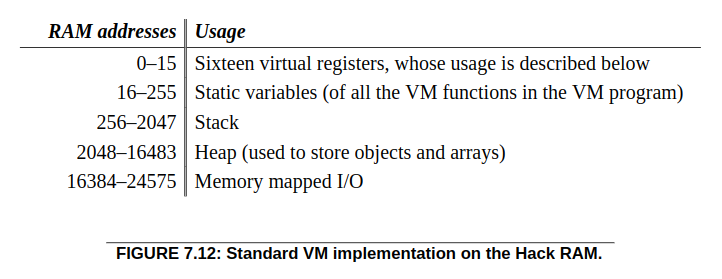 RAM addresses Usage
0–15 Sixteen virtual registers, whose usage is described below
16–255 Static variables (of all the VM functions in the VM program)
256–2047 Stack
2048–16483 Heap (used to store objects and arrays)
16384–24575 Memory mapped I/O
FIGURE 7.12: Standard VM implementation on the Hack RAM.